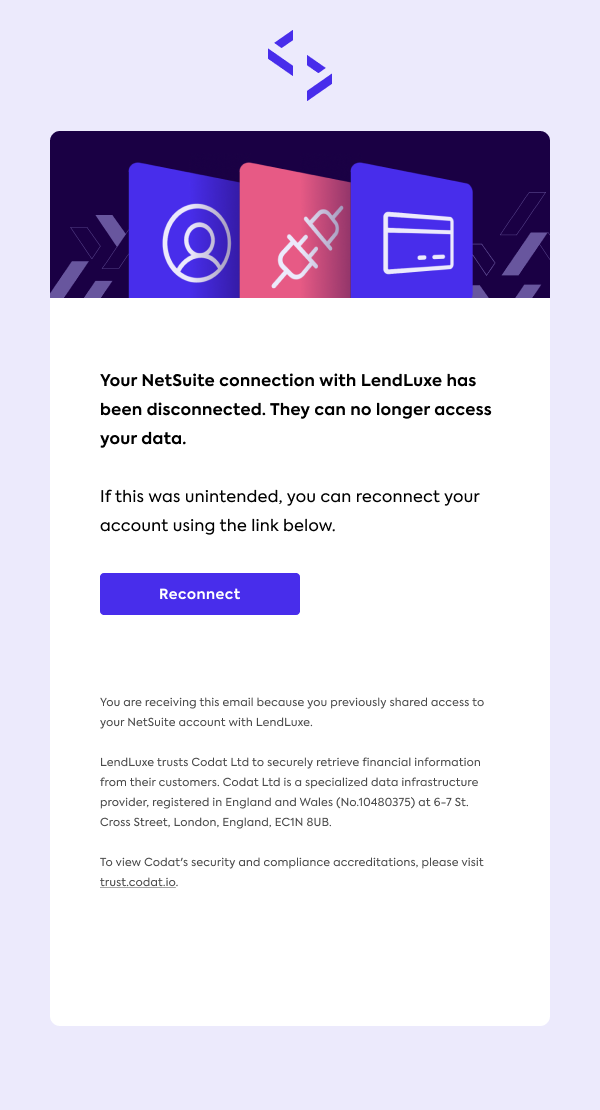 Your NetSuite connection with LendLuxe has
been disconnected. They can no longer access
your data.
If this was unintended, you can reconnect your
account using the link below.
Reconnect
You are receiving this email because you previously shared access to
your NetSuite account with LendLuxe.
LendLuxe trusts Codat Ltd to securely retrieve financial information
from their customers. Codat Ltd is a specialized data infrastructure
provider, registered in England and Wales (No.10480375) at 6-7 St.
Cross Street, London, England, EC1N 8UB.
To view Codat's security and compliance accreditations, please visit
trust.codat.io.